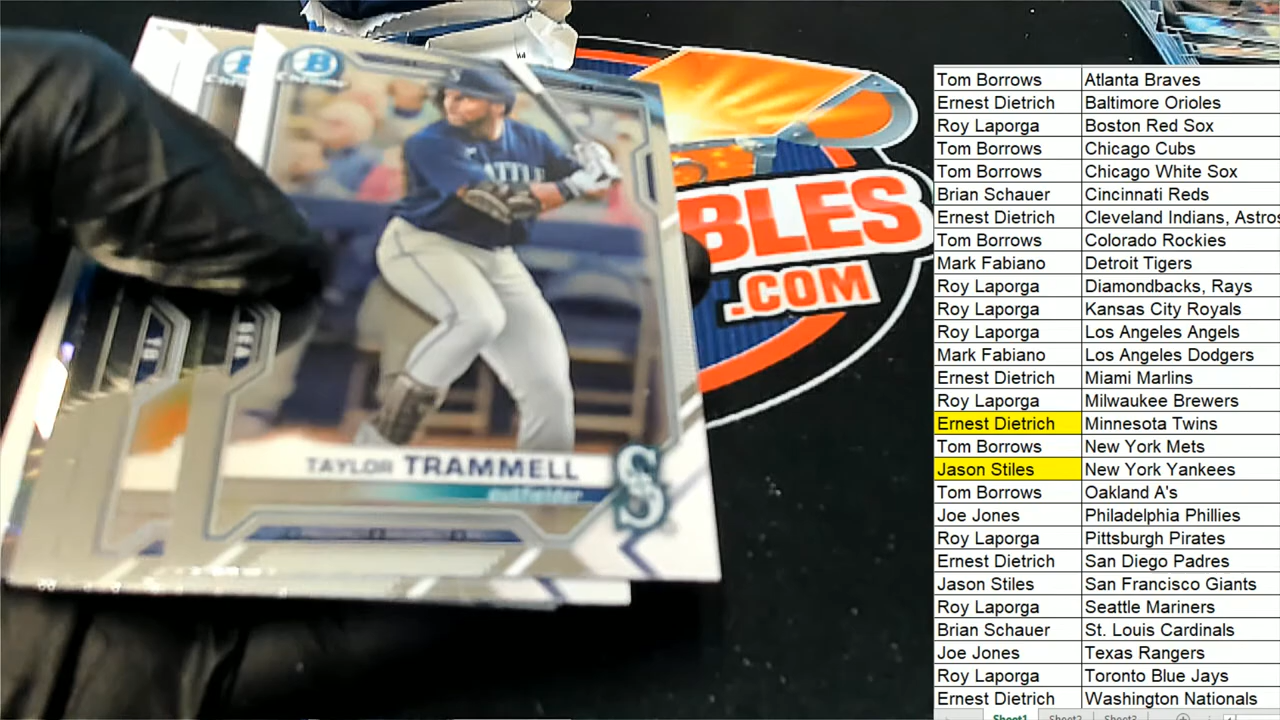 B
Chrome
SEATTLE
TAYLOR TRAMMELL
outfielder
S
BLES
.COM
Tom Borrows Atlanta Braves
Ernest Dietrich Baltimore Orioles
Roy Laporga Boston Red Sox
Tom Borrows Chicago Cubs
Tom Borrows Chicago White Sox
Brian Schauer Cincinnati Reds
Ernest Dietrich Cleveland Indians, Astros
Tom Borrows Colorado Rockies
Mark Fabiano Detroit Tigers
Roy Laporga Diamondbacks, Rays
Roy Laporga Kansas City Royals
Roy Laporga Los Angeles Angels
Mark Fabiano Los Angeles Dodgers
Ernest Dietrich Miami Marlins
Roy Laporga Milwaukee Brewers
Ernest Dietrich Minnesota Twins
Tom Borrows New York Mets
Jason Stiles New York Yankees
Tom Borrows Oakland A's
Joe Jones Philadelphia Phillies
Roy Laporga Pittsburgh Pirates
Ernest Dietrich San Diego Padres
Jason Stiles San Francisco Giants
Roy Laporga Seattle Mariners
Brian Schauer St. Louis Cardinals
Joe Jones Texas Rangers
Roy Laporga Toronto Blue Jays
Ernest Dietrich Washington Nationals
Sheet1 Sheet2 Sheet3